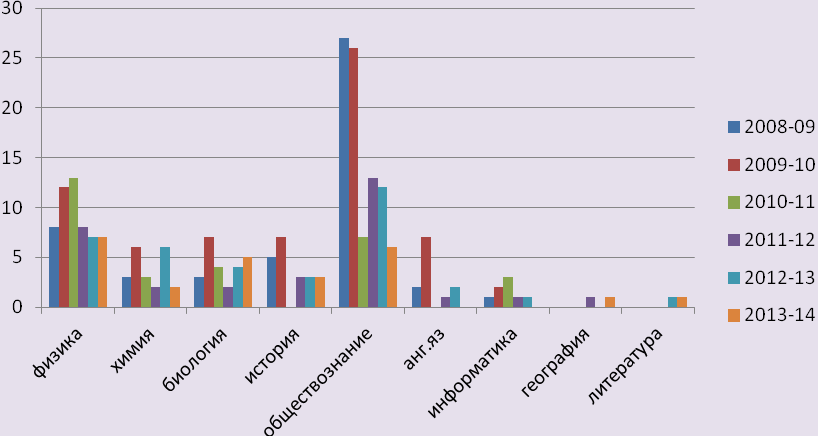 30
25
20
15
10
5
0
физика
химия
биология
история
обществознание
анг.яз
информатика
география
литература
2008-09
2009-10
2010-11
2011-12
2012-13
2013-14